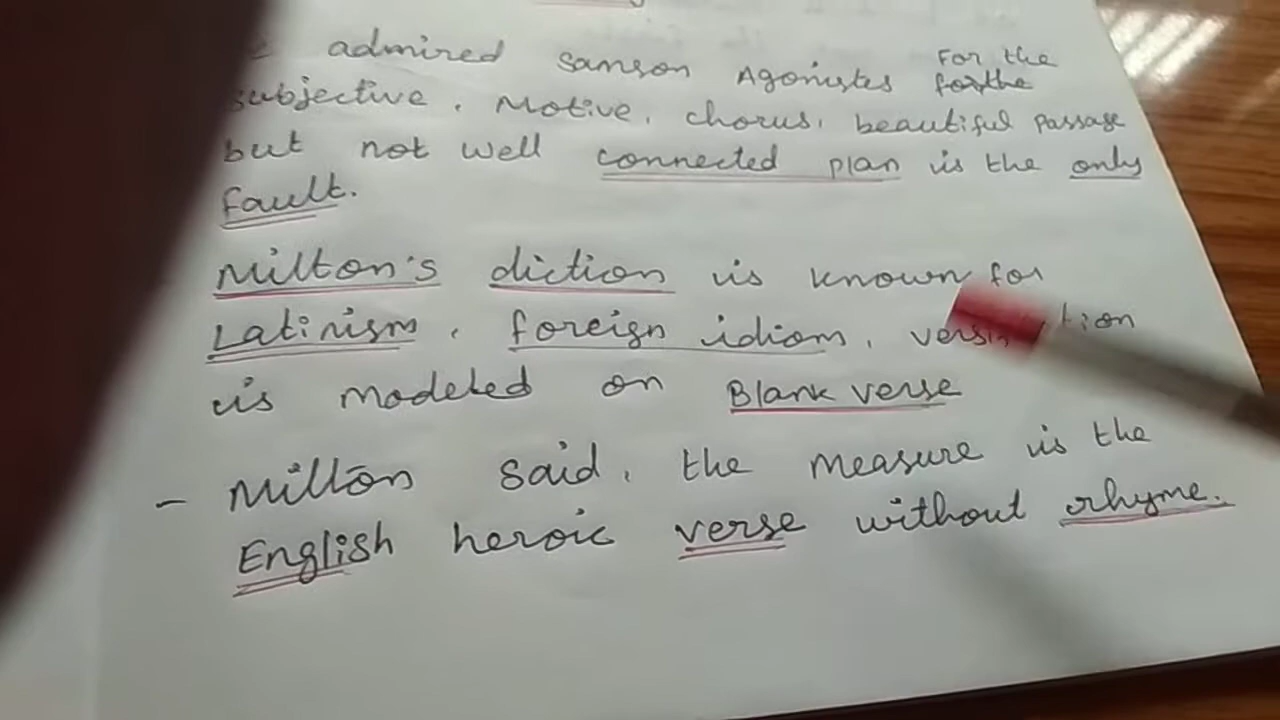 admired Samson Agonistes For the
subjective, Motive, chorus, beautiful passage forthe
but not well connected plan is the only
fault.
Milton's diction is known for
Latinism, foreign idiom,
is modeled on Blank verse
- Milton said, the measure is the
English heroic verse without rhyme.